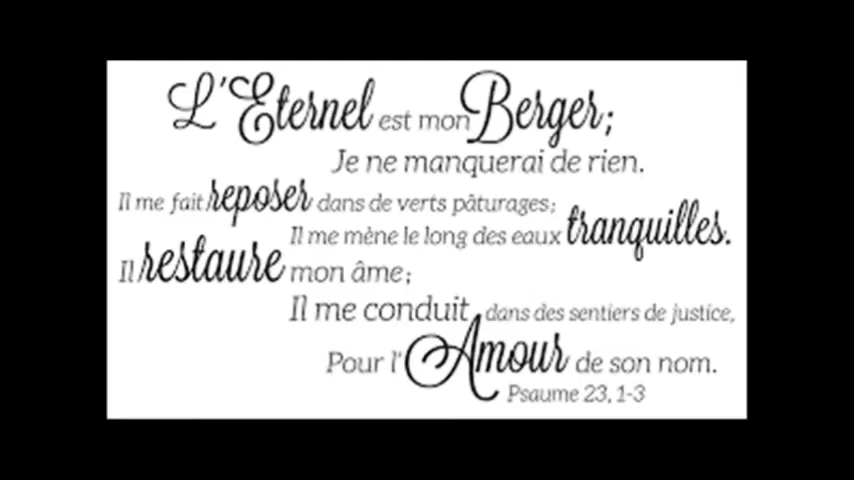 L'Eternel est mon Berger;
Je ne manquerai de rien.
Il me fait reposer dans de verts pâturages;
Il me mène le long des eaux tranquilles.
Il restaure mon âme;
Il me conduit dans des sentiers de justice,
Pour l'Amour de son nom.
Psaume 23, 1-3